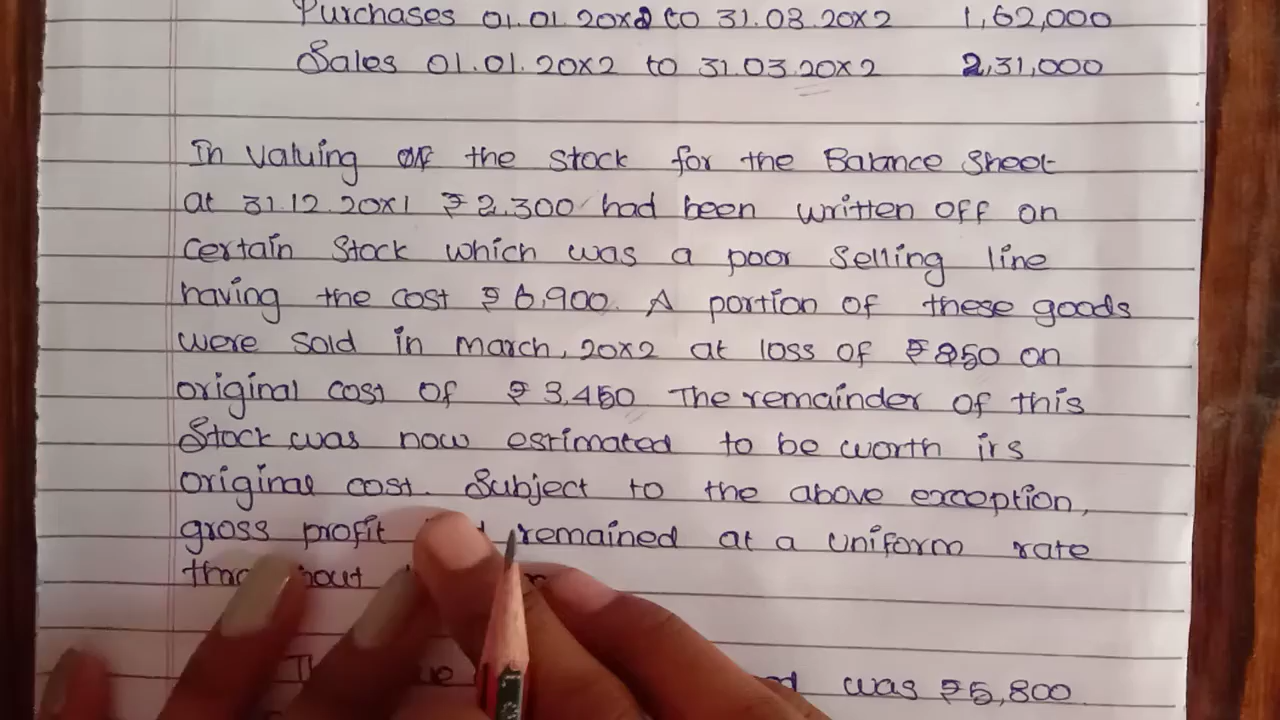 Purchases 01.01.20x2 to 31.03.20x2 1,62,000
Sales 01.01.20x2 to 31.03.20x2 2,31,000
In valuing of the stock for the Balance Sheet
at 31.12.20x1 ₹2,300 had been written off on
certain Stock which was a poor selling line
having the cost ₹6,900. A portion of these goods
were sold in march, 20x2 at loss of ₹250 on
original cost of ₹3,450 The remainder of this
Stock was now estimated to be worth its
original cost. Subject to the above exception,
gross profit remained at a uniform rate
was ₹5,800